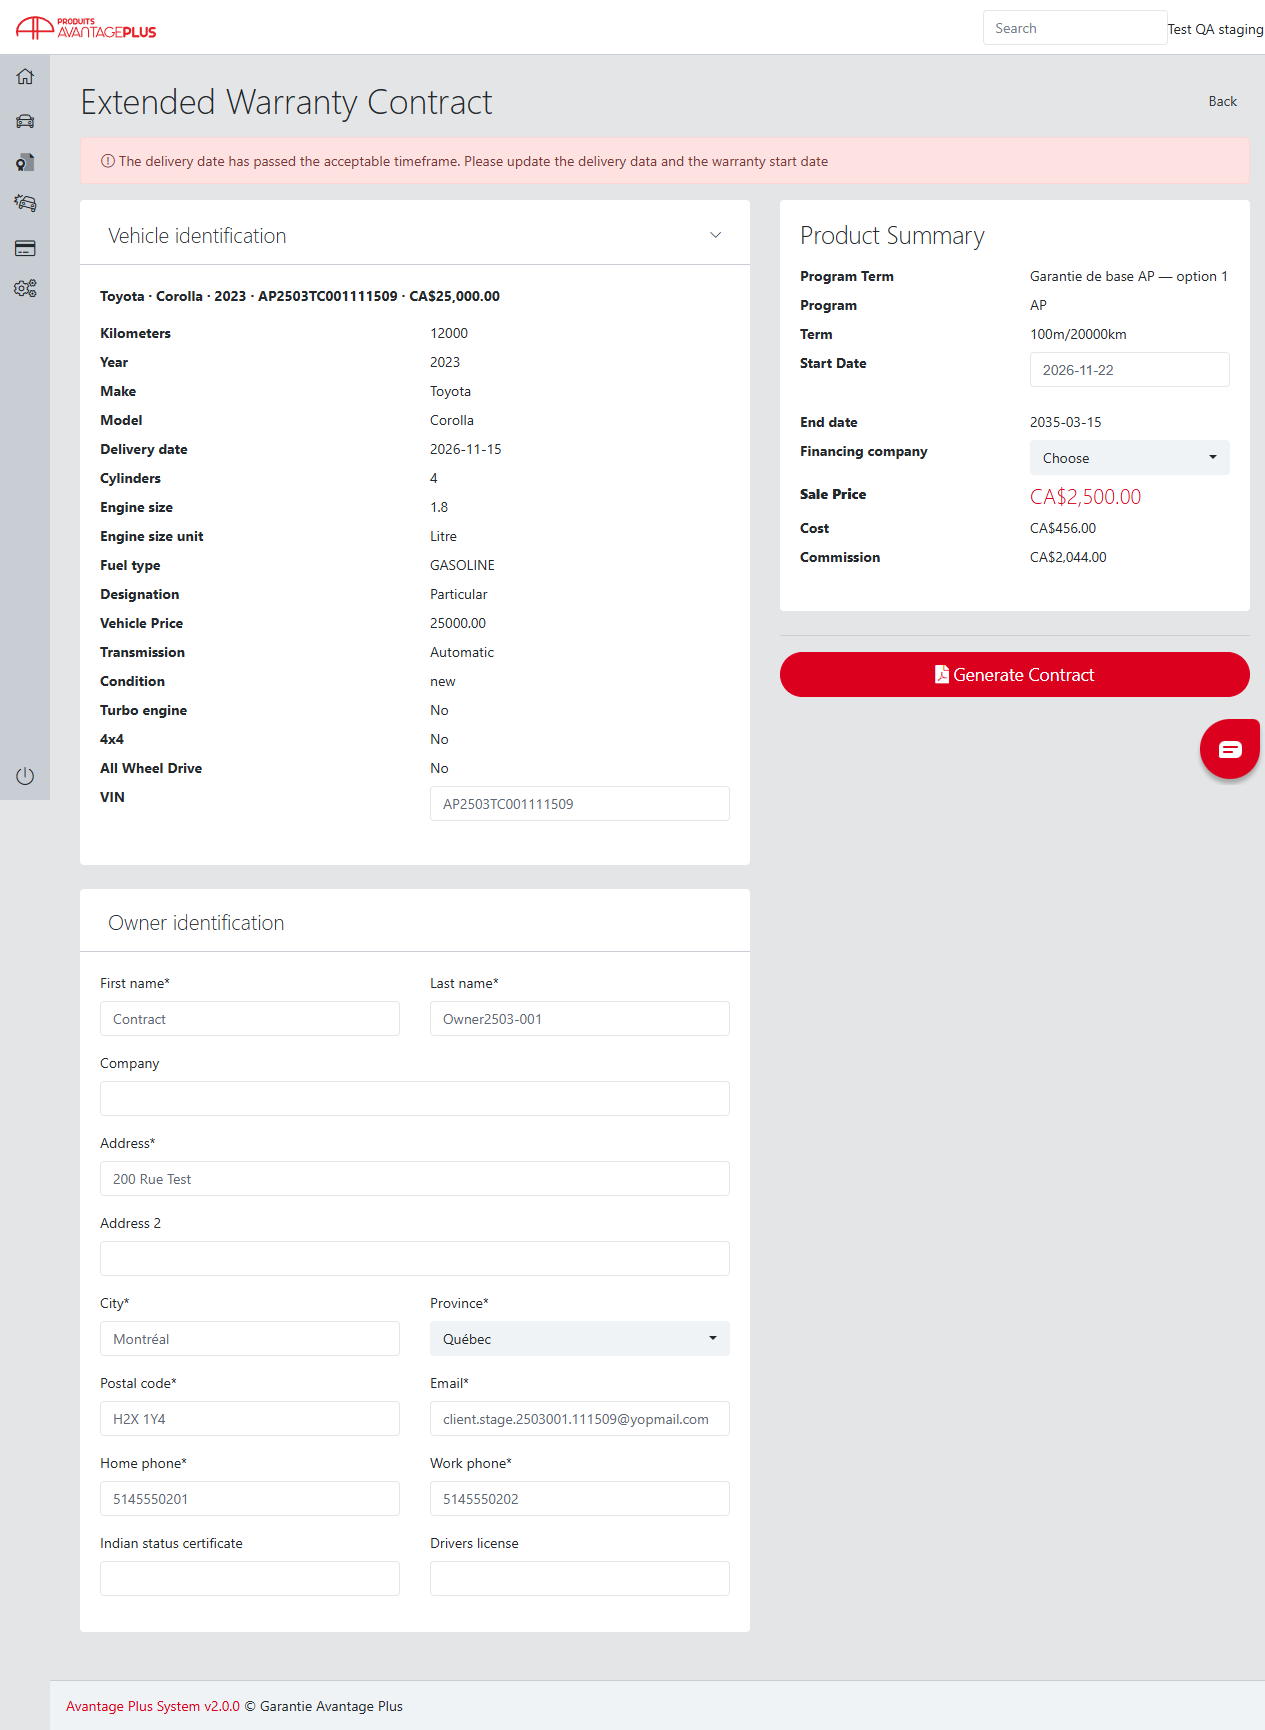 PRODUITS
AVANTAGEPLUS
Search
Test QA staging
Extended Warranty Contract
Back
The delivery date has passed the acceptable timeframe. Please update the delivery data and the warranty start date
Vehicle identification
Toyota · Corolla · 2023 · AP2503TC001111509 · CA$25,000.00
Kilometers 12000
Year 2023
Make Toyota
Model Corolla
Delivery date 2026-11-15
Cylinders 4
Engine size 1.8
Engine size unit Litre
Fuel type GASOLINE
Designation Particular
Vehicle Price 25000.00
Transmission Automatic
Condition new
Turbo engine No
4x4 No
All Wheel Drive No
VIN AP2503TC001111509
Product Summary
Program Term Garantie de base AP — option 1
Program AP
Term 100m/20000km
Start Date 2026-11-22
End date 2035-03-15
Financing company Choose
Sale Price CA$2,500.00
Cost CA$456.00
Commission CA$2,044.00
Generate Contract
Owner identification
First name* Last name*
Contract Owner2503-001
Company
Address*
200 Rue Test
Address 2
City* Province*
Montréal Québec
Postal code* Email*
H2X 1Y4 client.stage.2503001.111509@yopmail.com
Home phone* Work phone*
5145550201 5145550202
Indian status certificate Drivers license
Avantage Plus System v2.0.0 © Garantie Avantage Plus